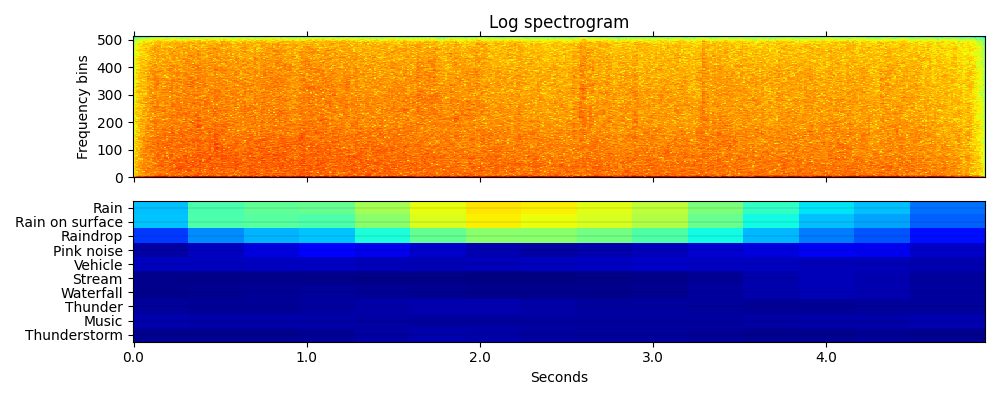 Log spectrogram
Frequency bins
500
400
300
200
100
0
Rain
Rain on surface
Raindrop
Pink noise
Vehicle
Stream
Waterfall
Thunder
Music
Thunderstorm
0.0 1.0 2.0 3.0 4.0
Seconds